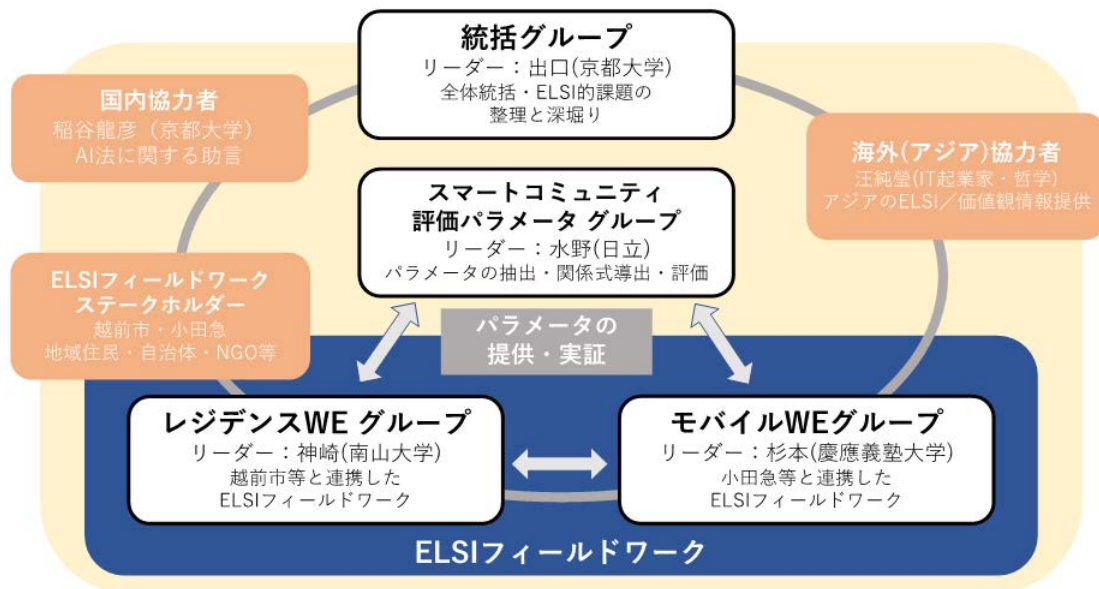 統括グループ
リーダー：出口(京都大学)
全体統括・ELSI的課題の
整理と深堀り
国内協力者
稲谷龍彦（京都大学）
AI法に関する助言
海外(アジア)協力者
汪純瑩(IT起業家・哲学)
アジアのELSI／価値観情報提供
スマートコミュニティ
評価パラメータ グループ
リーダー：水野(日立)
パラメータの抽出・関係式導出・評価
ELSIフィールドワーク
ステークホルダー
越前市・小田急
地域住民・自治体・NGO等
パラメータの
提供・実証
レジデンスWE グループ
リーダー：神崎(南山大学)
越前市等と連携した
ELSIフィールドワーク
モバイルWEグループ
リーダー：杉本(慶應義塾大学)
小田急等と連携した
ELSIフィールドワーク
ELSIフィールドワーク